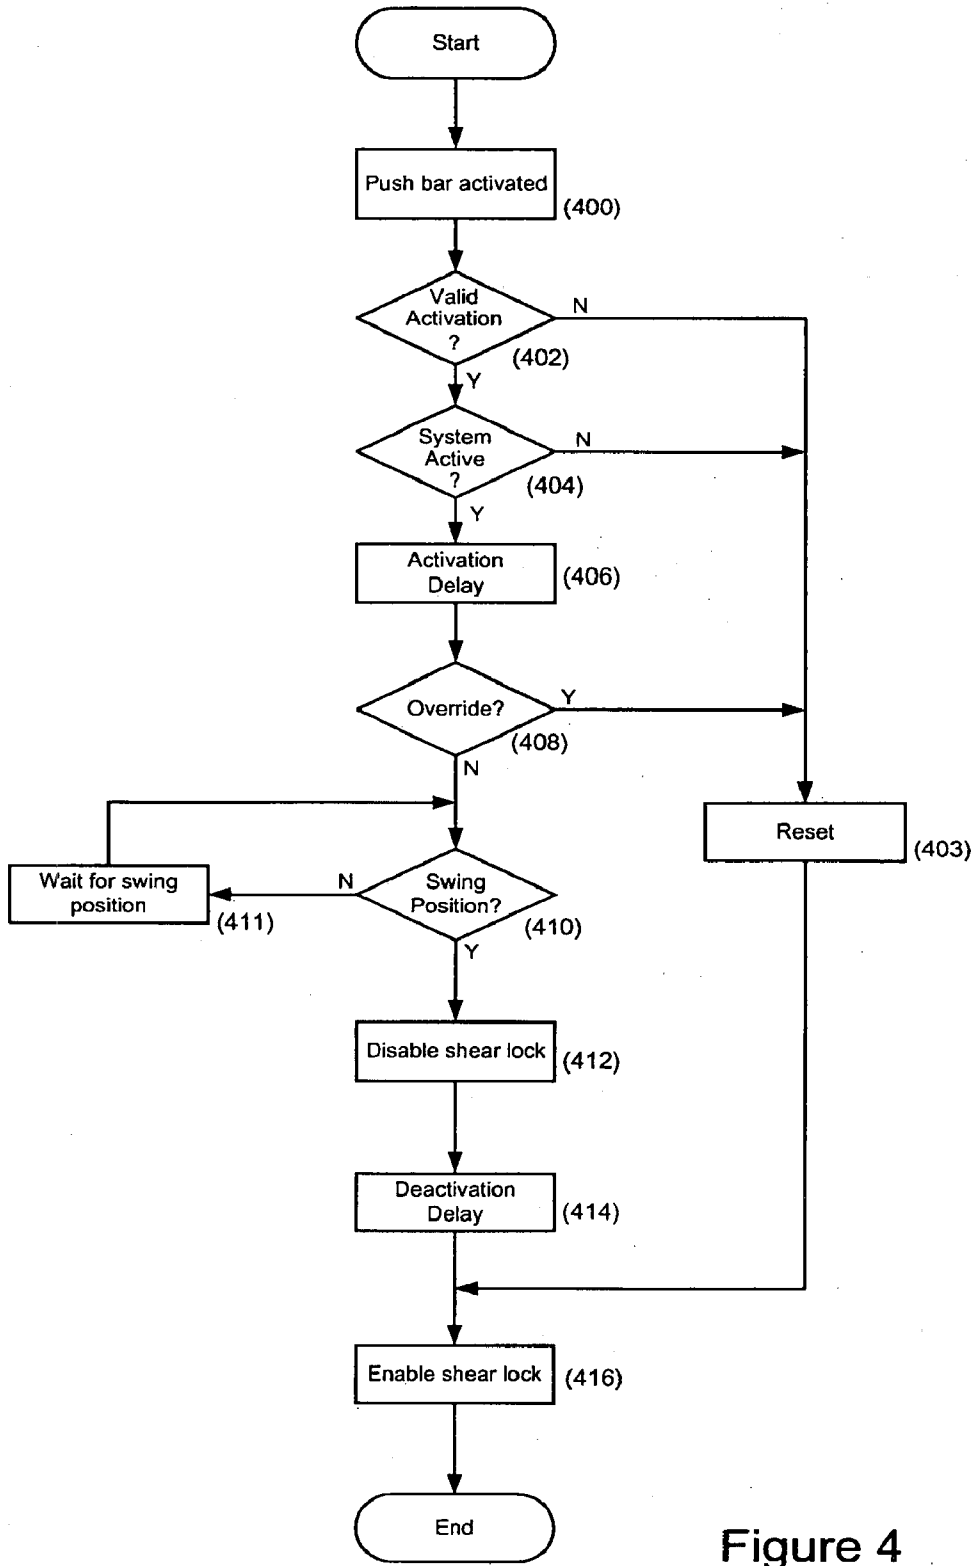 Start
Push bar activated
(400)
Valid
Activation
?
N
(402)
Y
System
Active
?
N
(404)
Y
Activation
Delay
(406)
Override?
Y
(408)
N
Reset
(403)
Wait for swing
position
(411)
N
Swing
Position?
(410)
Y
Disable shear lock
(412)
Deactivation
Delay
(414)
Enable shear lock
(416)
End
Figure 4